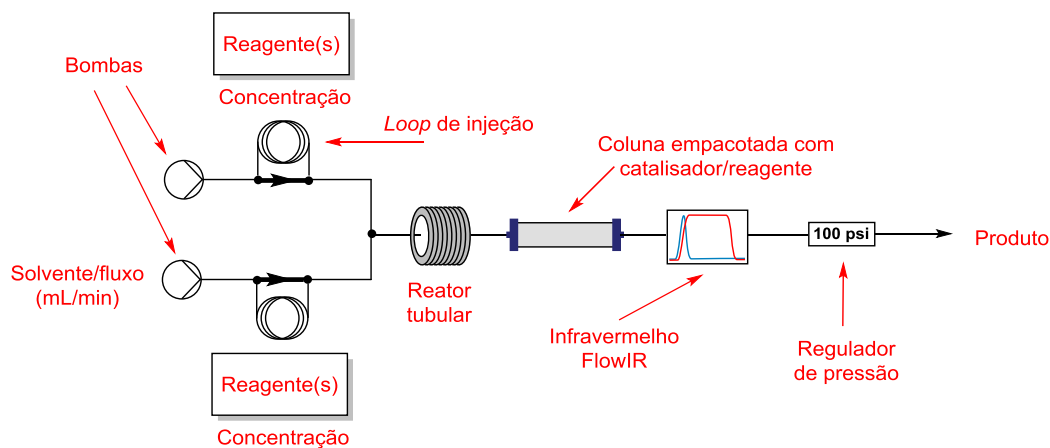 Reagente(s)
Bombas
Concentração
Loop de injeção
Coluna empacotada com
catalisador/reagente
100 psi
Produto
Solvente/fluxo
(mL/min)
Reator
tubular
Infravermelho
FlowIR
Regulador
de pressão
Reagente(s)
Concentração